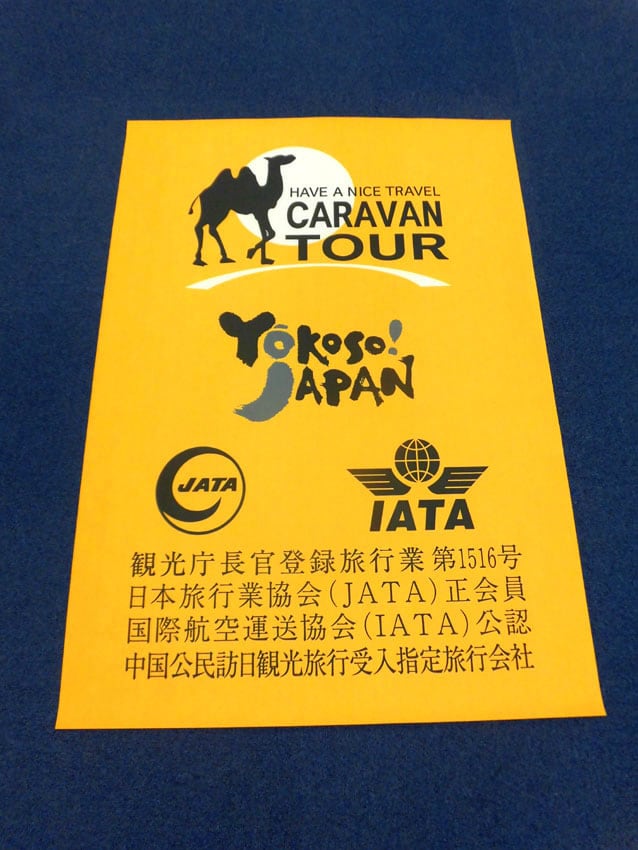 HAVE A NICE TRAVEL
CARAVAN
TOUR
Yōkoso!
JAPAN
JATA
IATA
観光庁長官登録旅行業 第1516号
日本旅行業協会(JATA)正会員
国際航空運送協会(IATA)公認
中国公民訪日観光旅行受入指定旅行会社